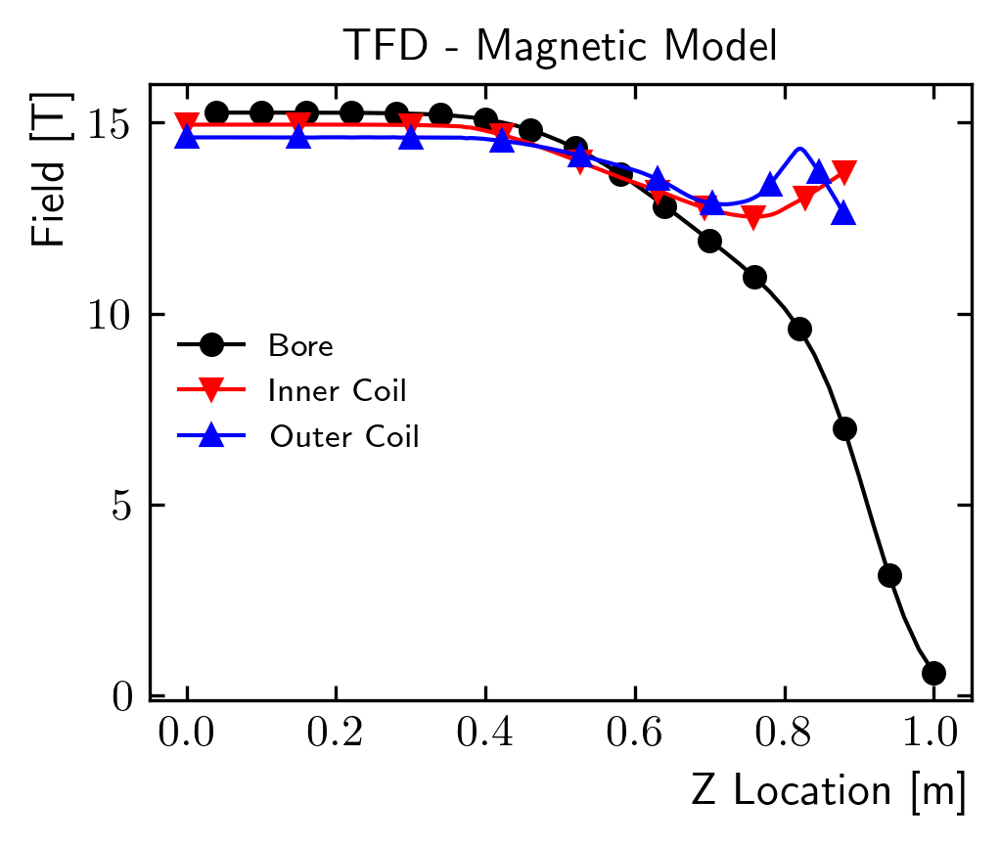 TFD - Magnetic Model
Field [T]
15
10
5
0
Bore
Inner Coil
Outer Coil
0.0 0.2 0.4 0.6 0.8 1.0
Z Location [m]